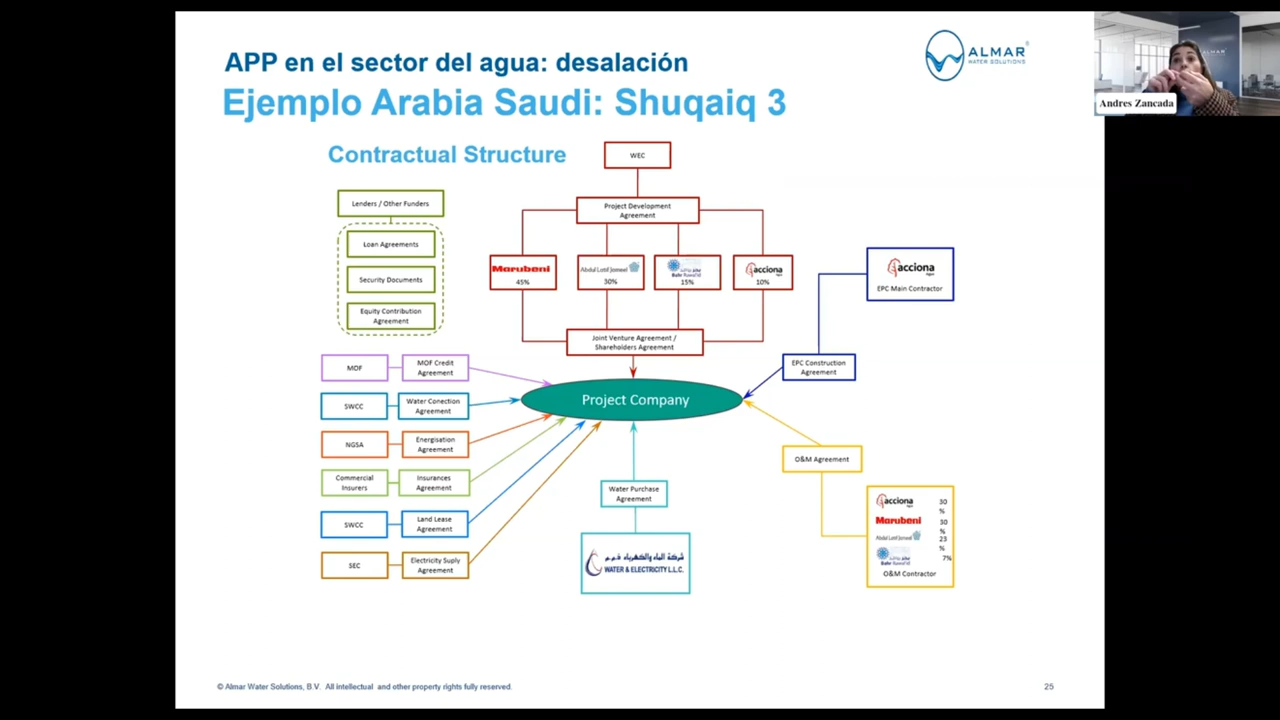 APP en el sector del agua: desalación
Ejemplo Arabia Saudi: Shuqaiq 3
ALMAR
WATER SOLUTIONS
ALMAR
Andres Zancada
Contractual Structure
WEC
Lenders / Other Funders
Loan Agreements
Security Documents
Equity Contribution
Agreement
Project Development
Agreement
Marubeni
45%
Abdul Latif Jameel
30%
15%
acciona
10%
Joint Venture Agreement /
Shareholders Agreement
acciona
EPC Main Contractor
EPC Construction
Agreement
MOF
MOF Credit
Agreement
SWCC
Water Conection
Agreement
NGSA
Energisation
Agreement
Commercial
Insurers
Insurances
Agreement
SWCC
Land Lease
Agreement
SEC
Electricity Suply
Agreement
Project Company
Water Purchase
Agreement
شركة الماء والكهرباء ذ.م.م
WATER & ELECTRICITY L.L.C.
O&M Agreement
acciona 30
%
Marubeni 30
%
Abdul Latif Jameel 23
%
7%
O&M Contractor
© Almar Water Solutions, B.V. All intellectual and other property rights fully reserved.
25